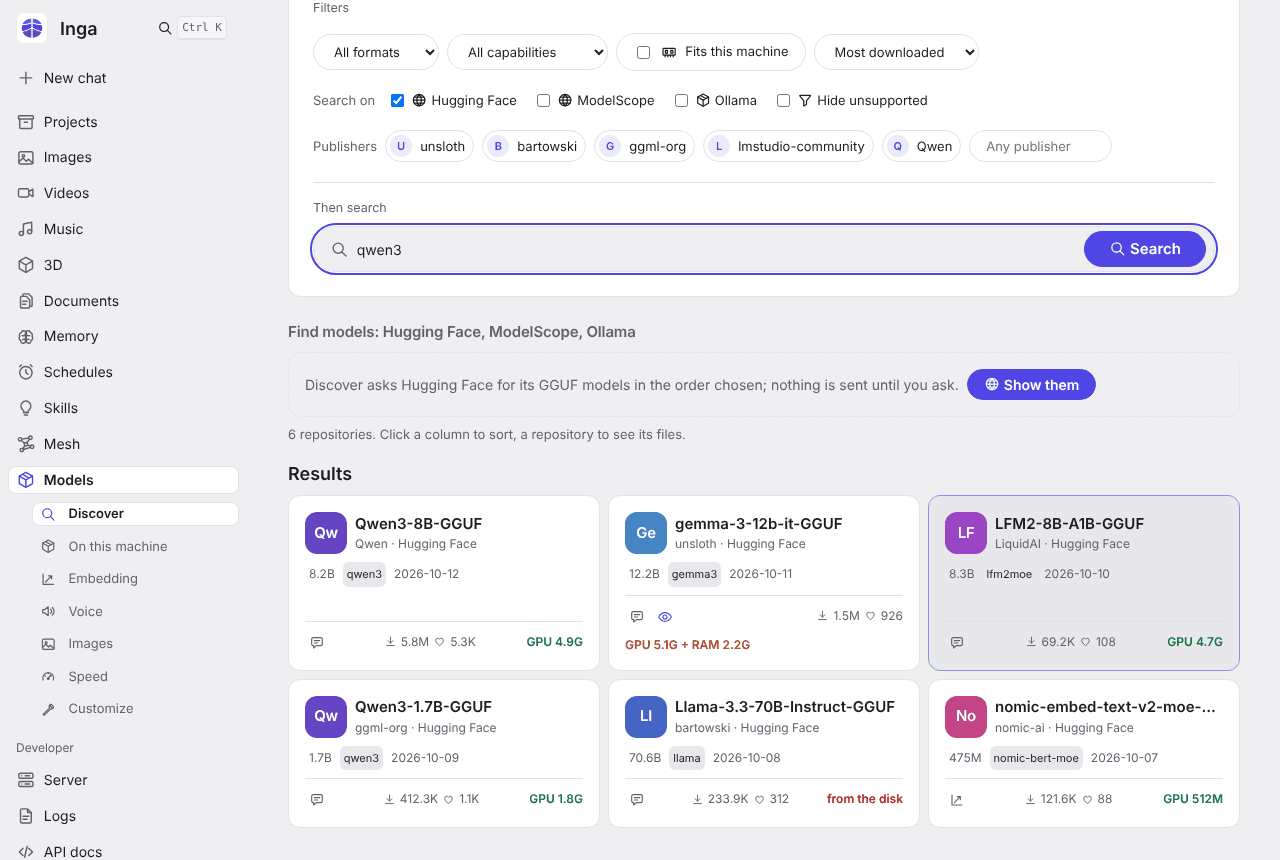 Inga
Ctrl K
New chat
Projects
Images
Videos
Music
3D
Documents
Memory
Schedules
Skills
Mesh
Models
Discover
On this machine
Embedding
Voice
Images
Speed
Customize
Developer
Server
Logs
API docs
Filters
All formats
All capabilities
Fits this machine
Most downloaded
Search on
Hugging Face
ModelScope
Ollama
Hide unsupported
Publishers
U unsloth
B bartowski
G ggml-org
L lmstudio-community
Q Qwen
Any publisher
Then search
qwen3
Search
Find models: Hugging Face, ModelScope, Ollama
Discover asks Hugging Face for its GGUF models in the order chosen; nothing is sent until you ask.
Show them
6 repositories. Click a column to sort, a repository to see its files.
Results
Qw
Qwen3-8B-GGUF
Qwen · Hugging Face
8.2B qwen3 2026-10-12
5.8M 5.3K GPU 4.9G
Ge
gemma-3-12b-it-GGUF
unsloth · Hugging Face
12.2B gemma3 2026-10-11
1.5M 926
GPU 5.1G + RAM 2.2G
LF
LFM2-8B-A1B-GGUF
LiquidAI · Hugging Face
8.3B lfm2moe 2026-10-10
69.2K 108 GPU 4.7G
Qw
Qwen3-1.7B-GGUF
ggml-org · Hugging Face
1.7B qwen3 2026-10-09
412.3K 1.1K GPU 1.8G
Ll
Llama-3.3-70B-Instruct-GGUF
bartowski · Hugging Face
70.6B llama 2026-10-08
233.9K 312 from the disk
No
nomic-embed-text-v2-moe-...
nomic-ai · Hugging Face
475M nomic-bert-moe 2026-10-07
121.6K 88 GPU 512M